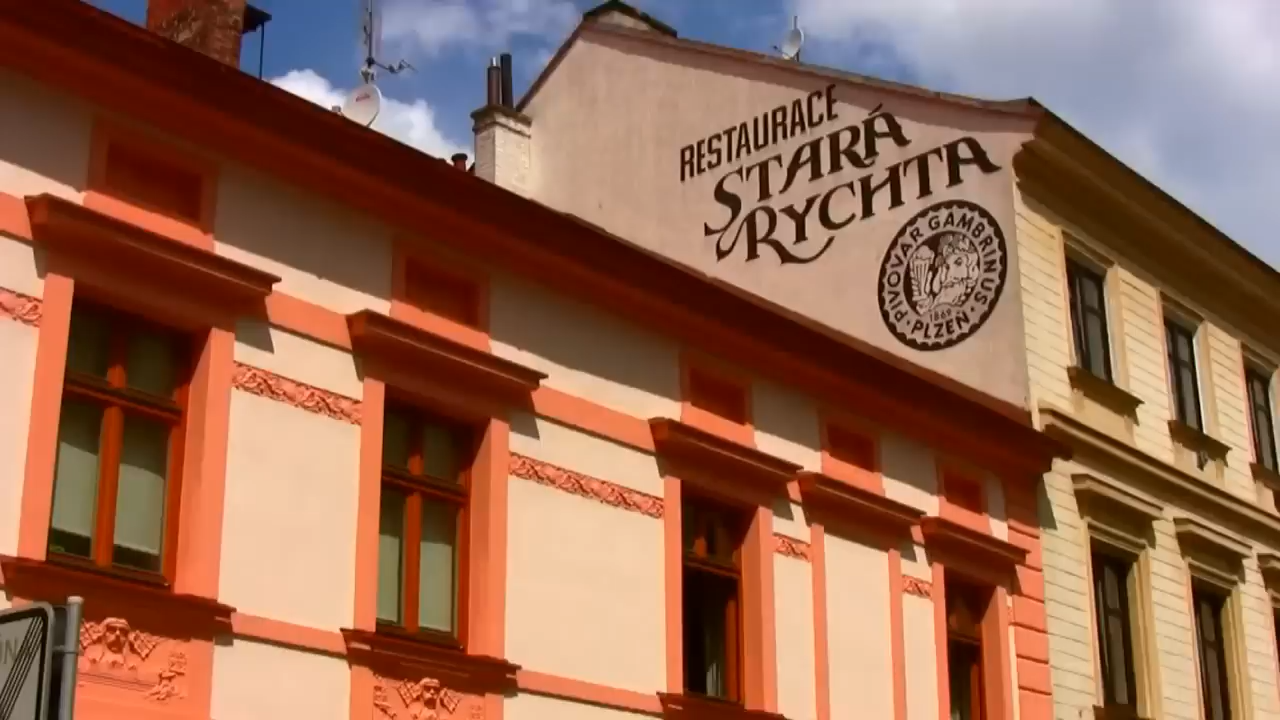 RESTAURACE
STARÁ
RYCHTA
PIVOVAR GAMBRINUS
1869
PLZEŇ